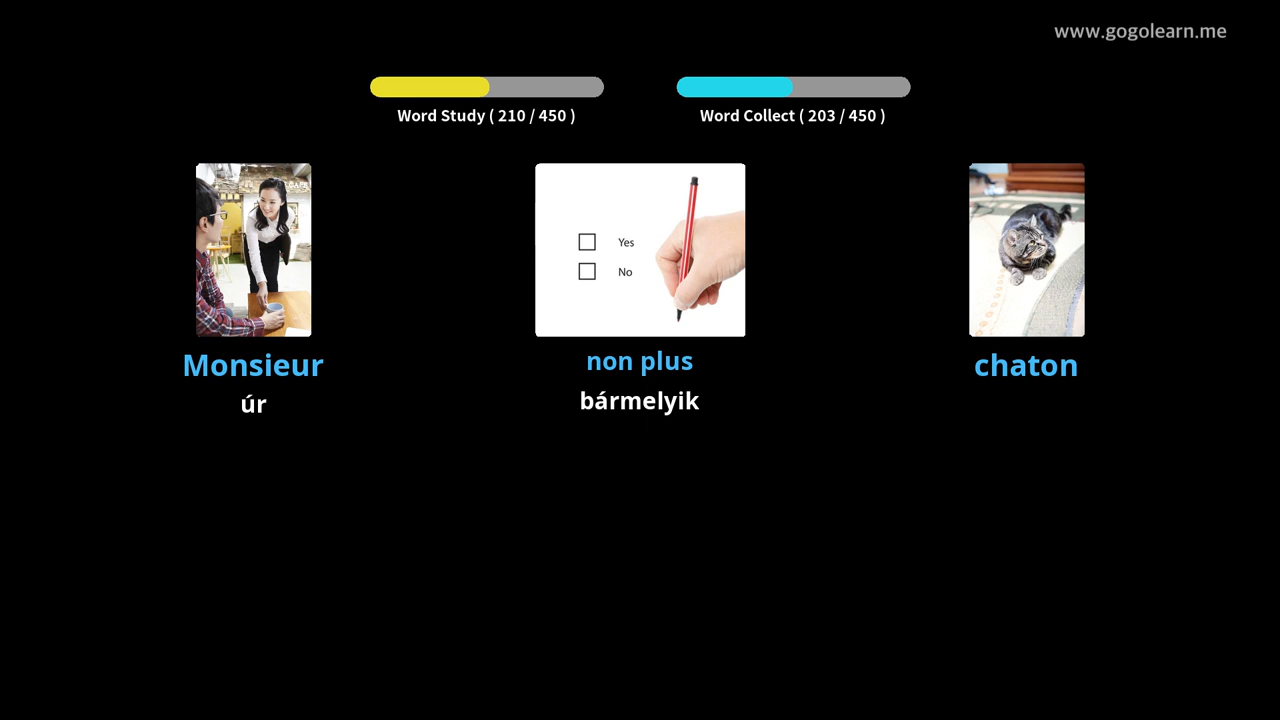 www.gogolearn.me
Word Study ( 210 / 450 )
Word Collect ( 203 / 450 )
Yes
No
Monsieur
úr
non plus
bármelyik
chaton